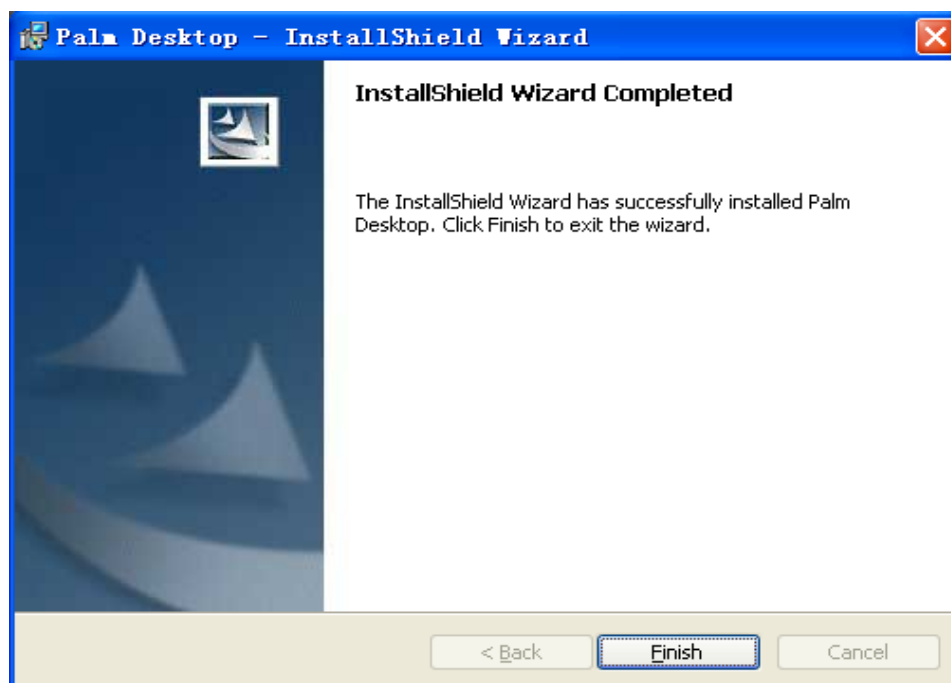 Palm Desktop - InstallShield Wizard
InstallShield Wizard Completed
The InstallShield Wizard has successfully installed Palm
Desktop. Click Finish to exit the wizard.
< Back
Finish
Cancel